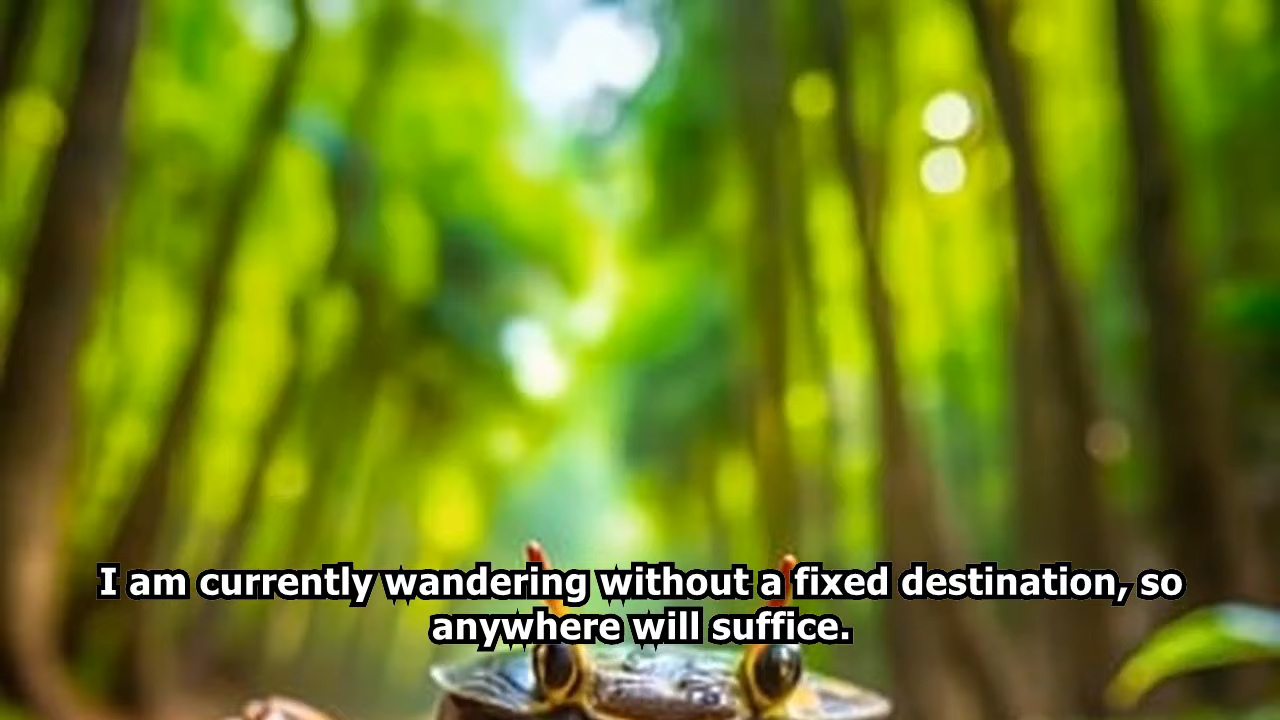 I am currently wandering without a fixed destination, so
anywhere will suffice.